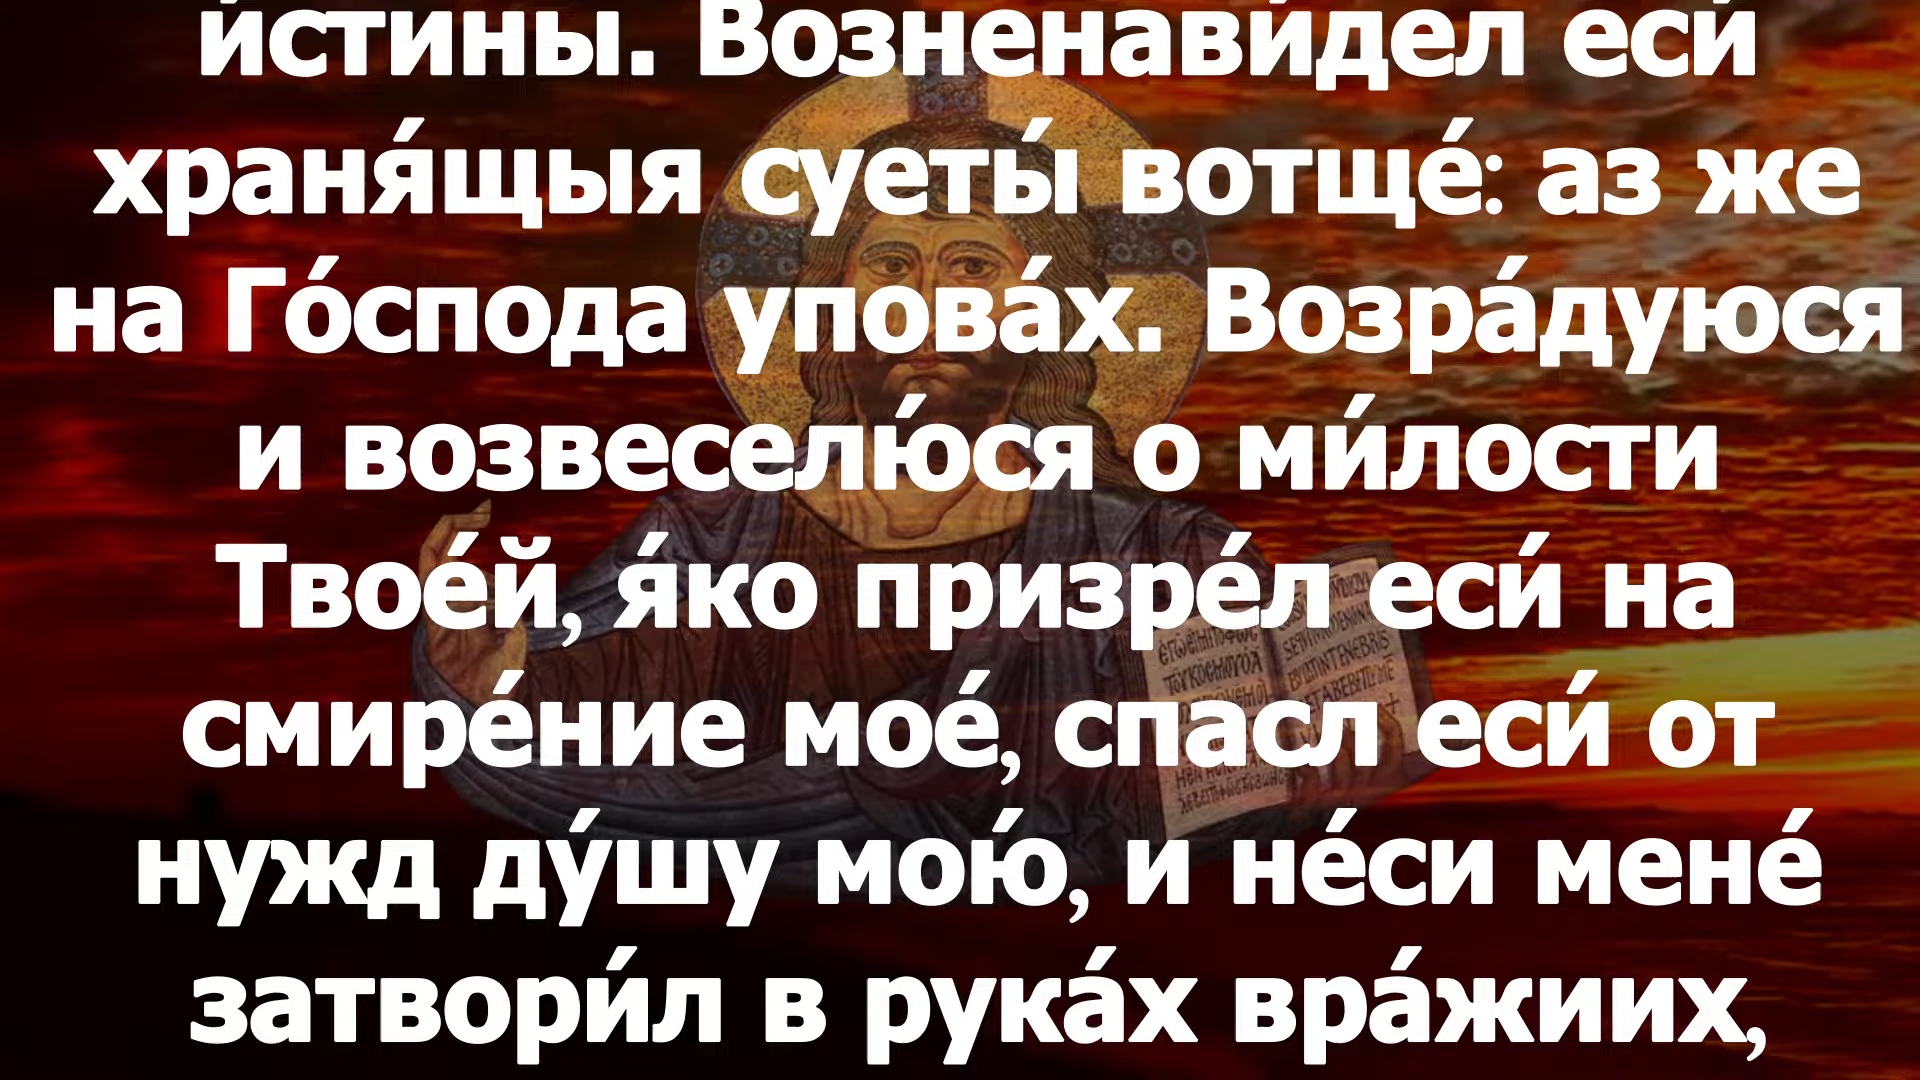 и́стины. Возненави́дел еси́
храня́щыя суеты́ вотще́: аз же
на Го́спода упова́х. Возра́дуюся
и возвеселю́ся о ми́лости
Твое́й, я́ко призре́л еси́ на
смире́ние мое́, спасл еси́ от
нужд ду́шу мою́, и не́си мене́
затвори́л в рука́х вра́жиих,